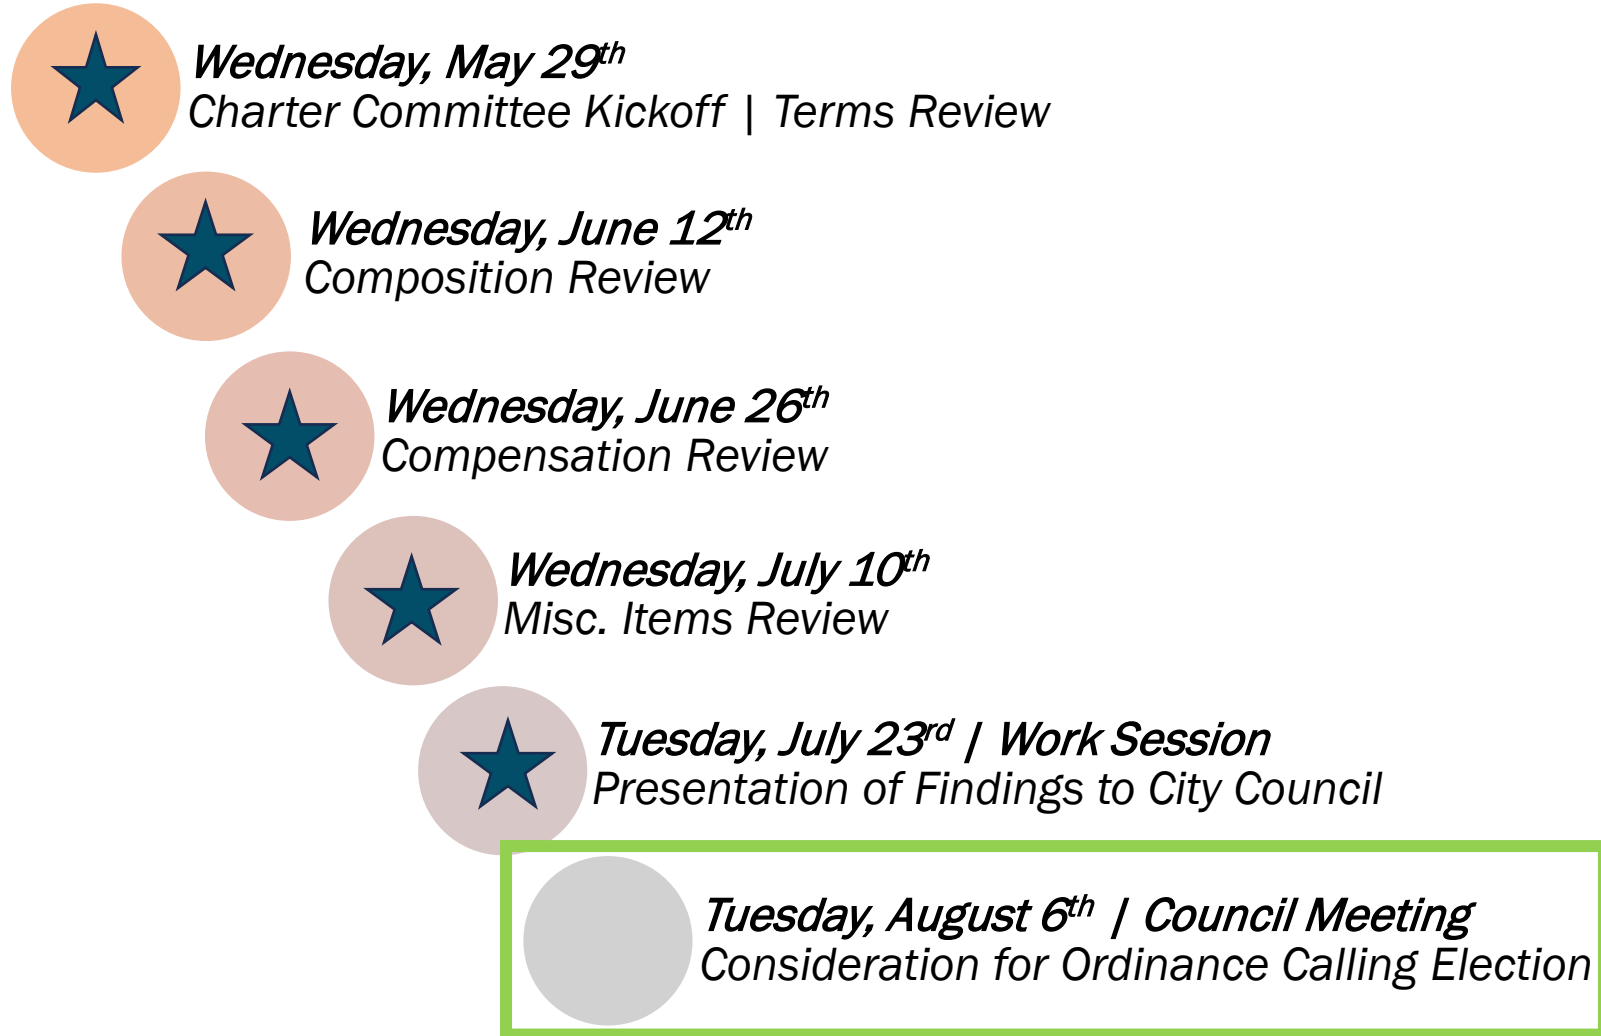 Wednesday, May 29th
Charter Committee Kickoff | Terms Review
Wednesday, June 12th
Composition Review
Wednesday, June 26th
Compensation Review
Wednesday, July 10th
Misc. Items Review
Tuesday, July 23rd | Work Session
Presentation of Findings to City Council
Tuesday, August 6th | Council Meeting
Consideration for Ordinance Calling Election